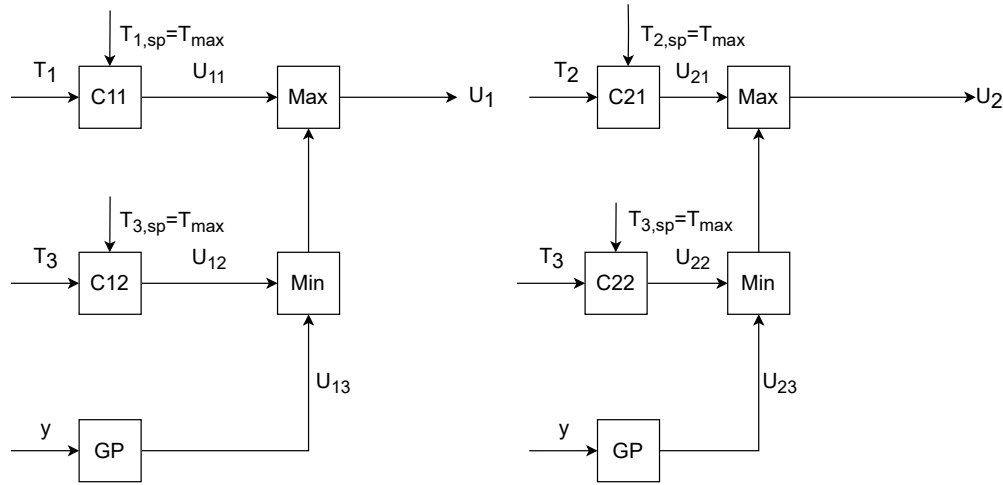 T1,sp=Tmax
T1
C11
U11
Max
U1
T3,sp=Tmax
T3
C12
U12
Min
U13
y
GP
T2,sp=Tmax
T2
C21
U21
Max
U2
T3,sp=Tmax
T3
C22
U22
Min
U23
y
GP